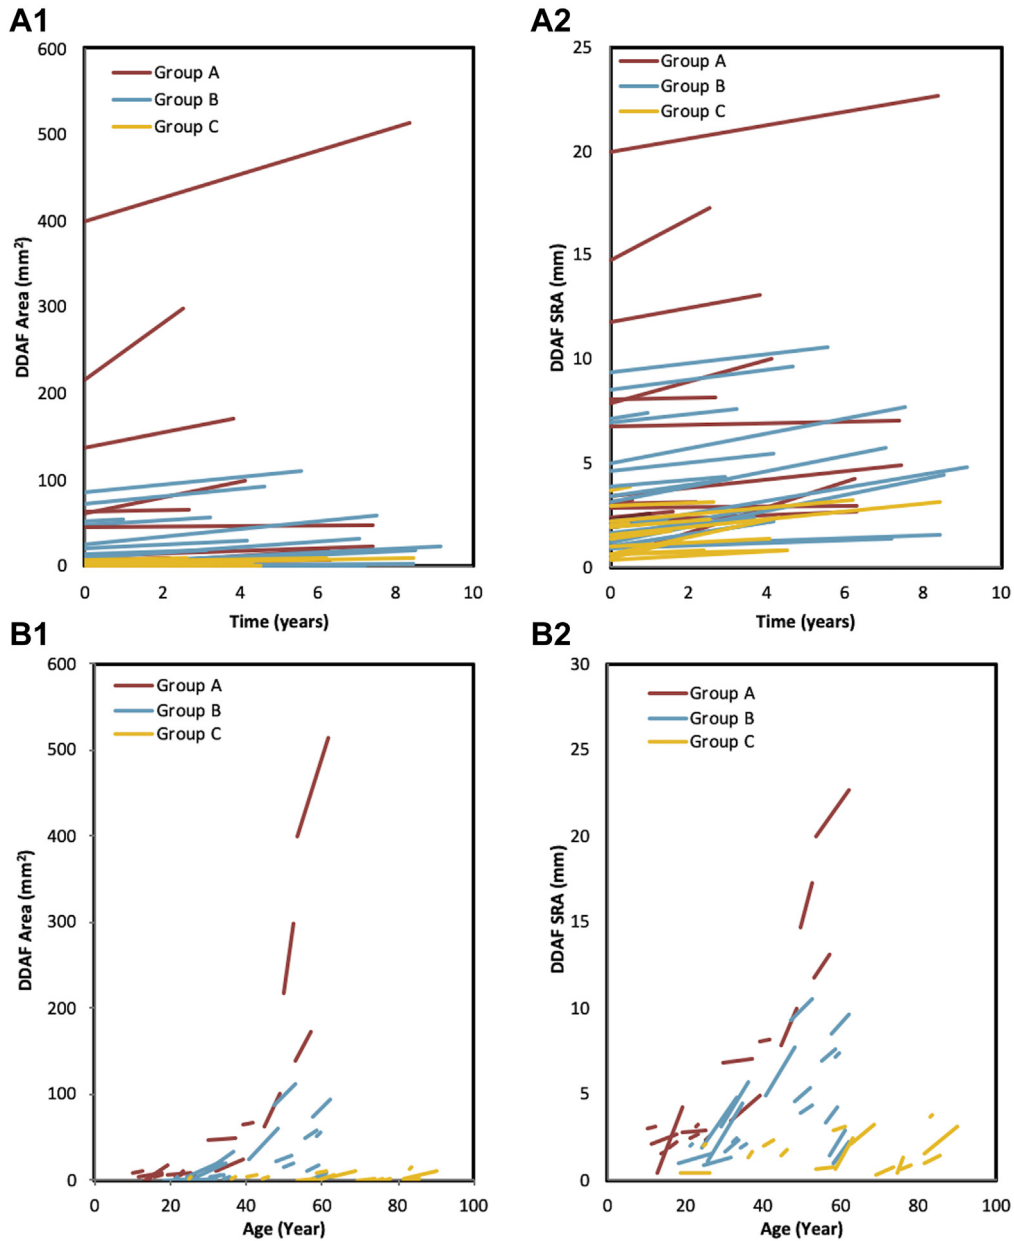 A1
A2
600
500
400
300
200
100
0
0 2 4 6 8 10
DDAF Area (mm²)
Time (years)
Group A
Group B
Group C
25
20
15
10
5
0
0 2 4 6 8 10
DDAF SRA (mm)
Time (years)
Group A
Group B
Group C
B1
B2
600
500
400
300
200
100
0
0 20 40 60 80 100
DDAF Area (mm²)
Age (Year)
Group A
Group B
Group C
30
25
20
15
10
5
0
0 20 40 60 80 100
DDAF SRA (mm)
Age (Year)
Group A
Group B
Group C